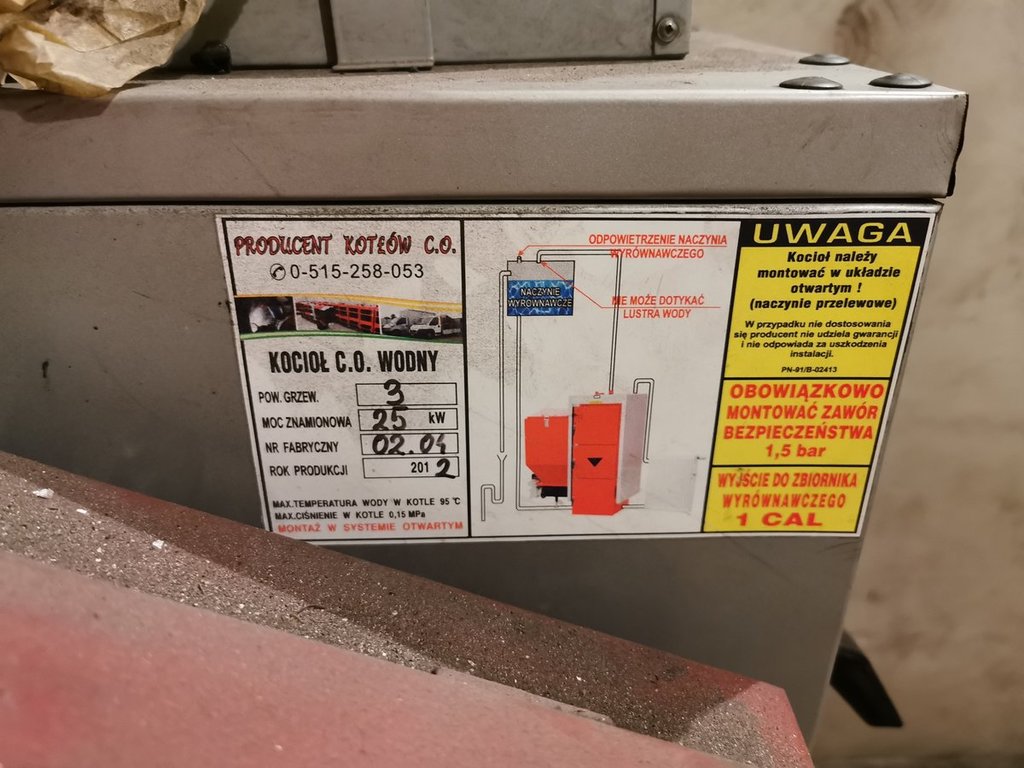 PRODUCENT KOTŁÓW C.O.
✆0-515-258-053
KOCIOŁ C.O. WODNY
POW. GRZEW. 3
MOC ZNAMIONOWA 25 kW
NR FABRYCZNY 02.04
ROK PRODUKCJI 2012
MAX.TEMPERATURA WODY W KOTLE 95 °C
MAX.CIŚNIENIE W KOTLE 0,15 MPa
MONTAŻ W SYSTEMIE OTWARTYM
ODPOWIETRZENIE NACZYNIA
WYRÓWNAWCZEGO
NACZYNIE
WYROWNAWCZE
NIE MOŻE DOTYKAĆ
LUSTRA WODY
UWAGA
Kocioł należy
montować w układzie
otwartym !
(naczynie przelewowe)
W przypadku nie dostosowania
się producent nie udziela gwarancji
i nie odpowiada za uszkodzenia
instalacji.
PN-91/B-02413
OBOWIĄZKOWO
MONTOWAĆ ZAWÓR
BEZPIECZEŃSTWA
1,5 bar
WYJŚCIE DO ZBIORNIKA
WYRÓWNAWCZEGO
1 CAL